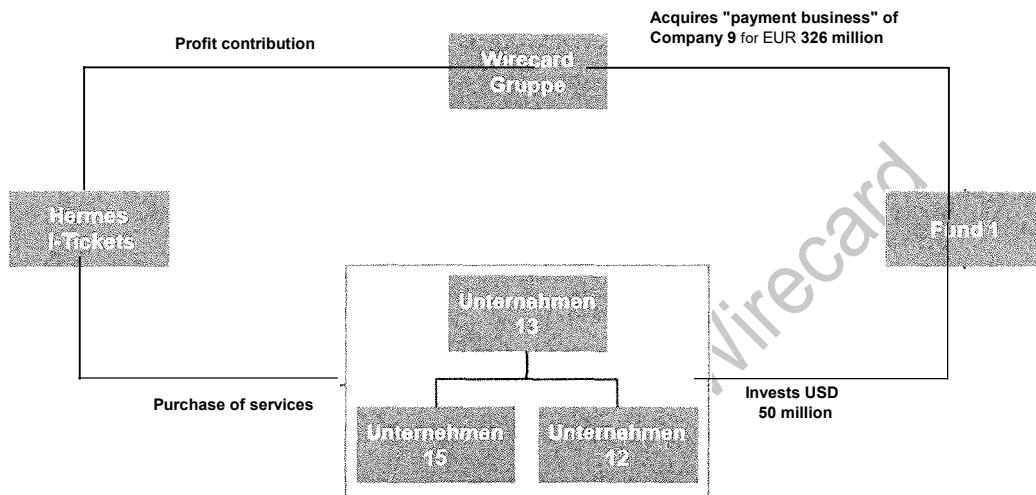 Profit contribution
Acquires "payment business" of
Company 9 for EUR 326 million
Wirecard
Gruppe
Hermes
I-Tickets
Fund 1
Unternehmen
13
Purchase of services
Unternehmen
15
Unternehmen
12
Invests USD
50 million
Wirecard